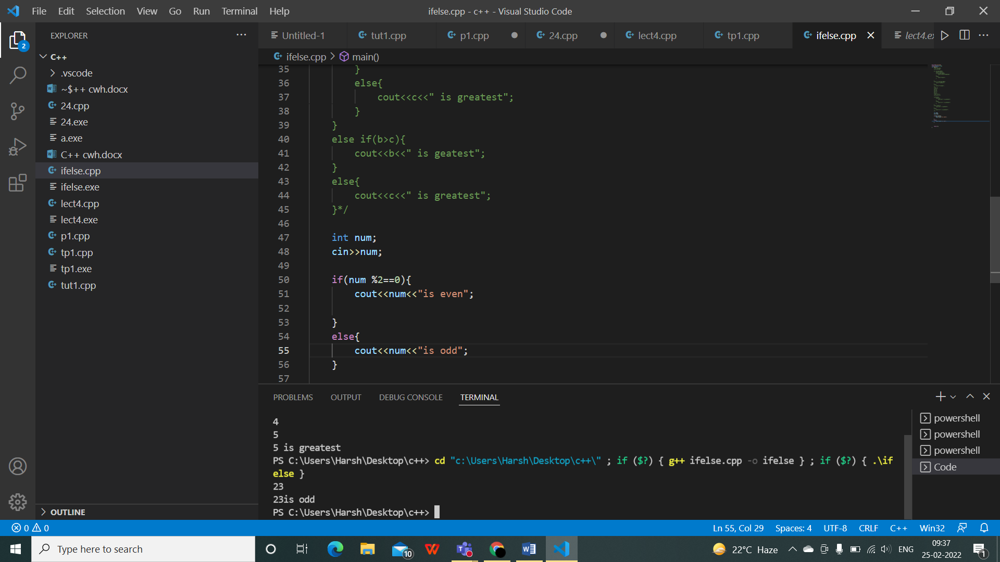 File Edit Selection View Go Run Terminal Help
ifelse.cpp - c++ - Visual Studio Code
EXPLORER
2
C++
.vscode
~$++ cwh.docx
24.cpp
24.exe
a.exe
C++ cwh.docx
ifelse.cpp
ifelse.exe
lect4.cpp
lect4.exe
p1.cpp
tp1.cpp
tp1.exe
tut1.cpp
OUTLINE
Untitled-1 tut1.cpp p1.cpp 24.cpp lect4.cpp tp1.cpp ifelse.cpp lect4.e
ifelse.cpp > main()
35 }
36 else{
37 cout<<c<<" is greatest";
38 }
39 }
40 else if(b>c){
41 cout<<b<<" is geatest";
42 }
43 else{
44 cout<<c<<" is greatest";
45 }*/
46
47 int num;
48 cin>>num;
49
50 if(num %2==0){
51 cout<<num<<"is even";
52
53 }
54 else{
55 cout<<num<<"is odd";
56 }
57
PROBLEMS OUTPUT DEBUG CONSOLE TERMINAL
4
5
5 is greatest
PS C:\Users\Harsh\Desktop\c++> cd "c:\Users\Harsh\Desktop\c++\" ; if ($?) { g++ ifelse.cpp -o ifelse } ; if ($?) { .\if
else }
23
23is odd
PS C:\Users\Harsh\Desktop\c++>
powershell
powershell
powershell
Code
0 0
Ln 55, Col 29 Spaces: 4 UTF-8 CRLF C++ Win32
Type here to search
10
22°C Haze
ENG
09:37
25-02-2022
1